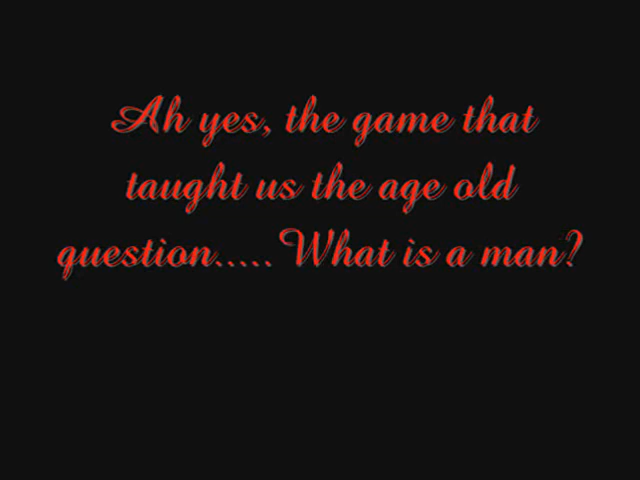 Ah yes, the game that
taught us the age old
question..... What is a man?